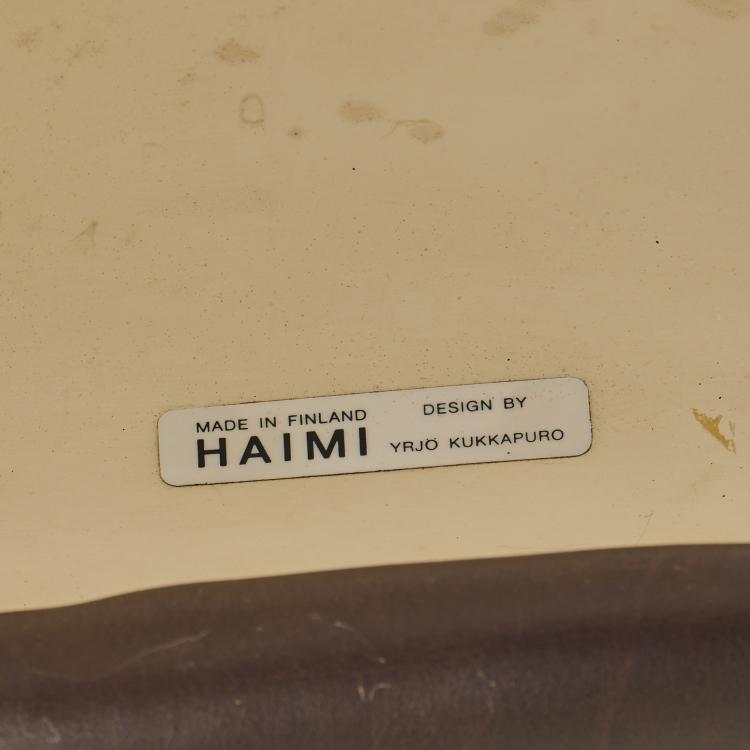 MADE IN FINLAND
HAIMI
DESIGN BY
YRJÖ KUKKAPURO